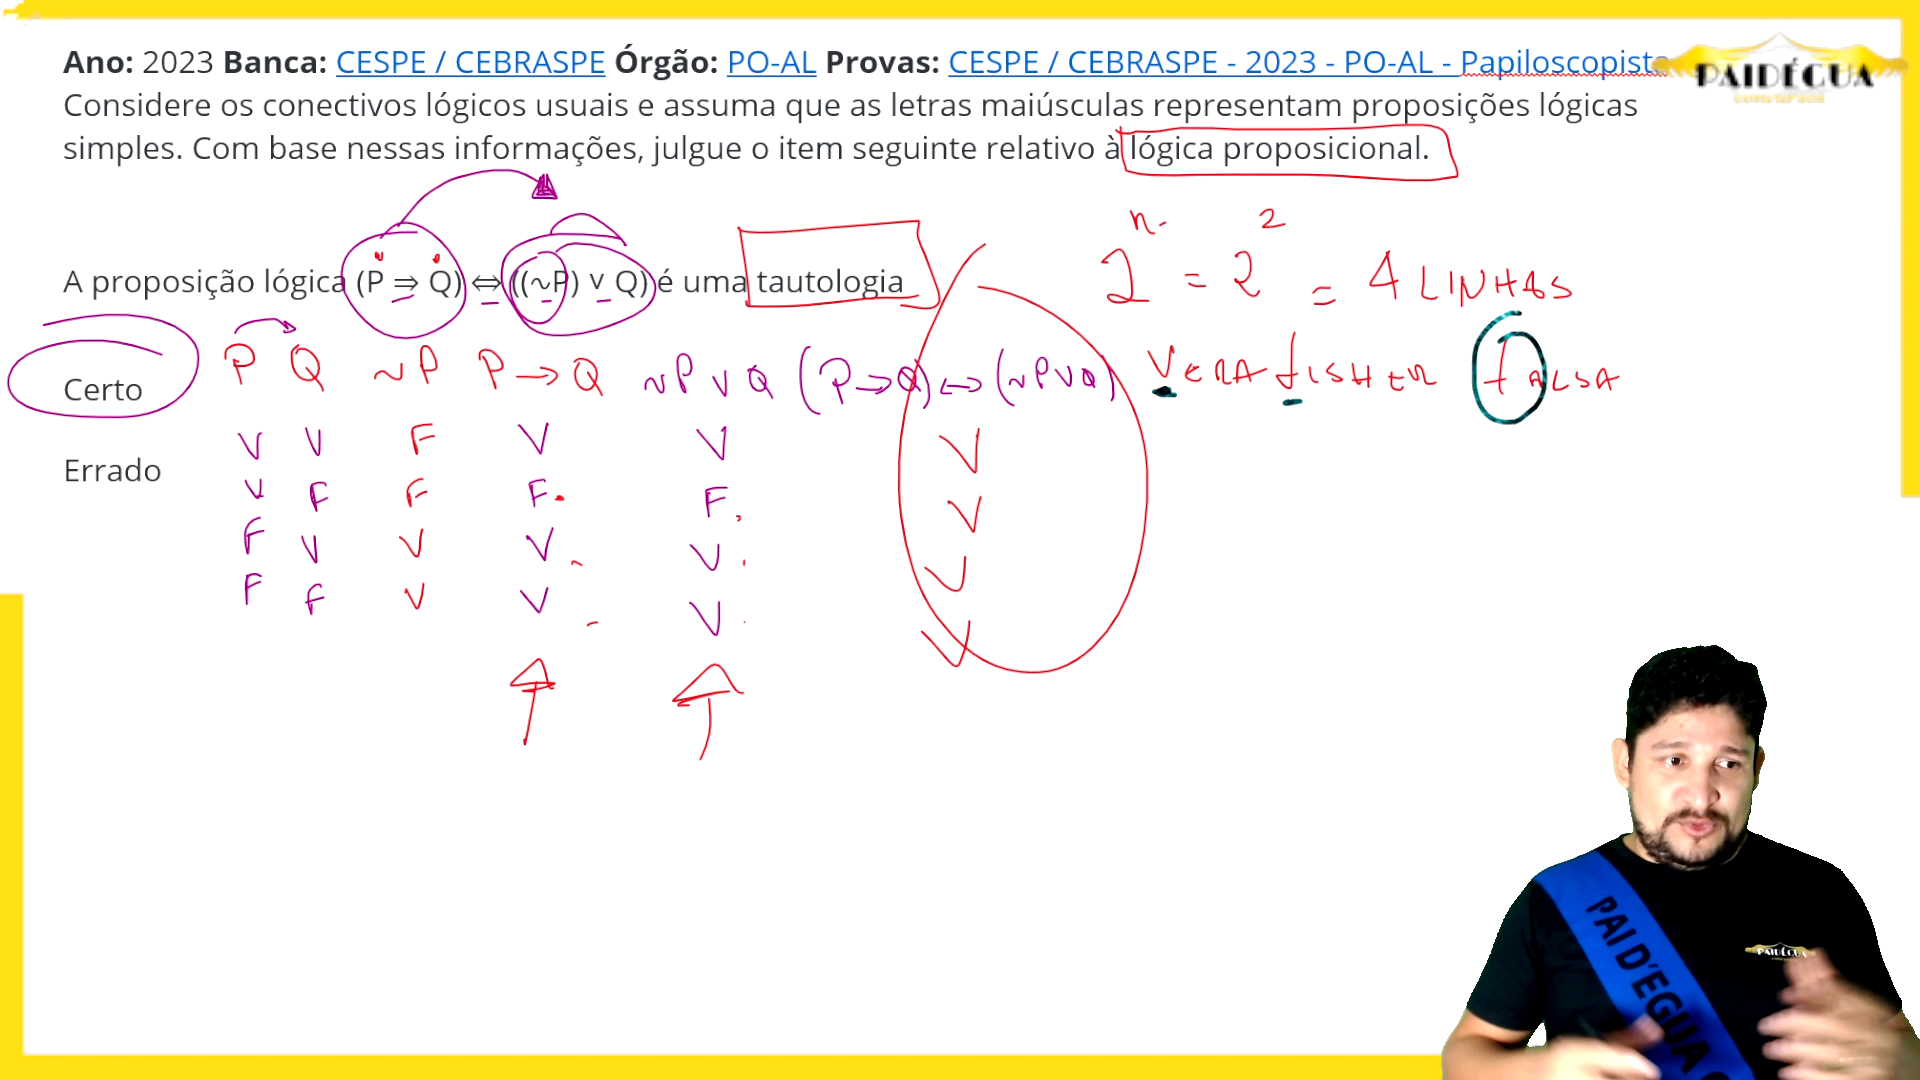 Ano: 2023 Banca: CESPE / CEBRASPE Órgão: PO-AL Provas: CESPE / CEBRASPE - 2023 - PO-AL - Papiloscopista
PAIDÉGUA
Considere os conectivos lógicos usuais e assuma que as letras maiúsculas representam proposições lógicas
simples. Com base nessas informações, julgue o item seguinte relativo à lógica proposicional.
2^n = 2^2 = 4 LINHAS
A proposição lógica (P ⇒ Q) ⇔ ((~P) ∨ Q) é uma tautologia
Certo
P Q ~P P → Q ~P ∨ Q (P → Q) ↔ (~P ∨ Q) VERA fISHER fALSA
V V F V V V
Errado
V F F F F V
F V V V V V
F F V V V V
PAIDÉGUA
PAI D'EGUA C